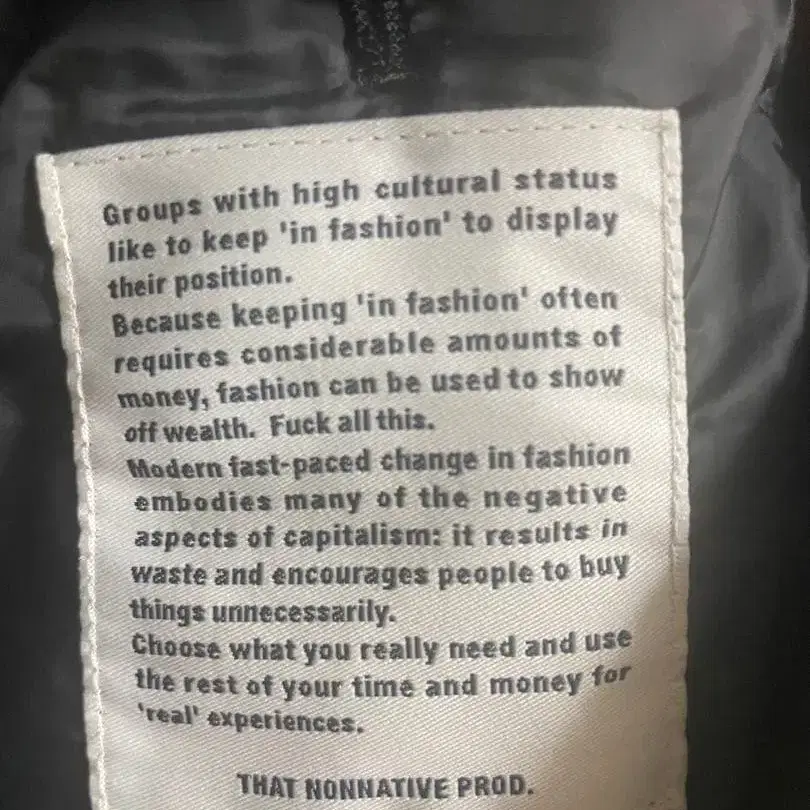 Groups with high cultural status
like to keep 'in fashion' to display
their position.
Because keeping 'in fashion' often
requires considerable amounts of
money, fashion can be used to show
off wealth. Fuck all this.
Modern fast-paced change in fashion
embodies many of the negative
aspects of capitalism: it results in
waste and encourages people to buy
things unnecessarily.
Choose what you really need and use
the rest of your time and money for
'real' experiences.
THAT NONNATIVE PROD.